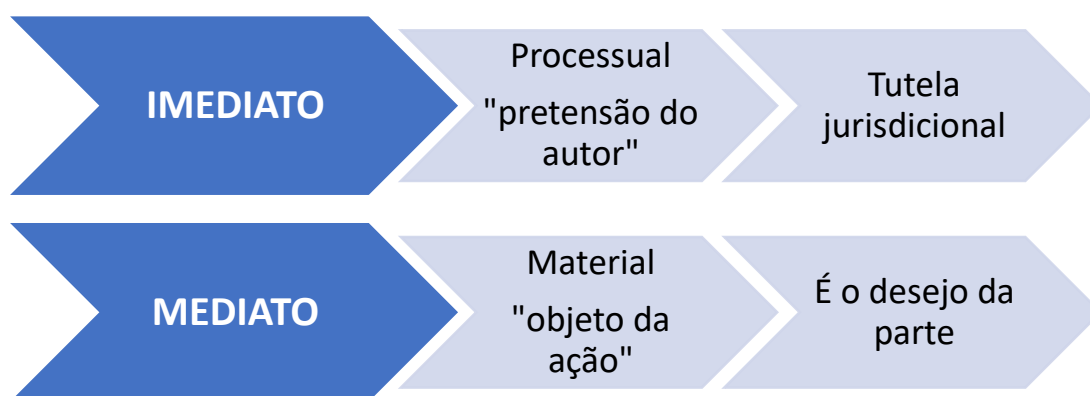 IMEDIATO
Processual
"pretensão do
autor"
Tutela
jurisdicional
MEDIATO
Material
"objeto da
ação"
É o desejo da
parte